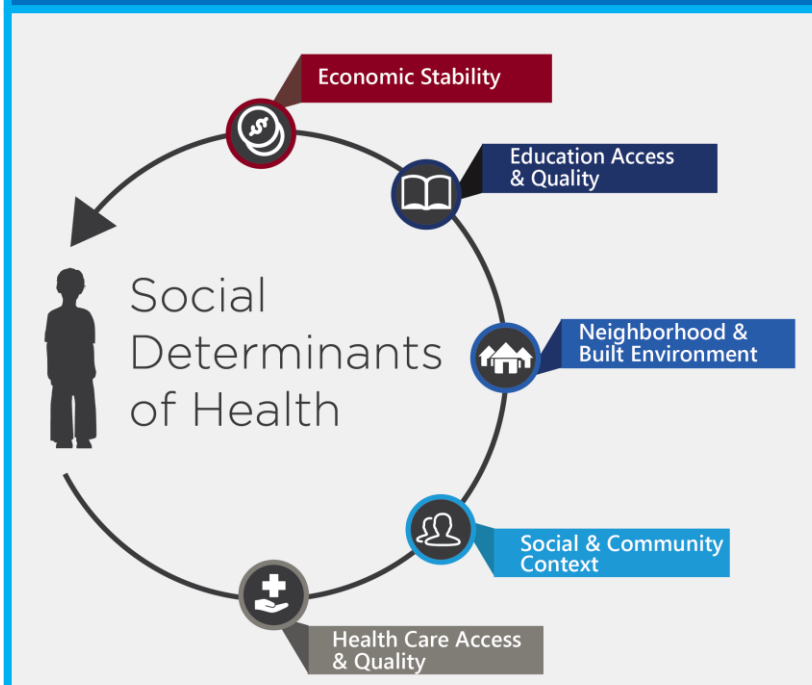 Economic Stability
Education Access
& Quality
Social
Determinants
of Health
Neighborhood &
Built Environment
Social & Community
Context
Health Care Access
& Quality